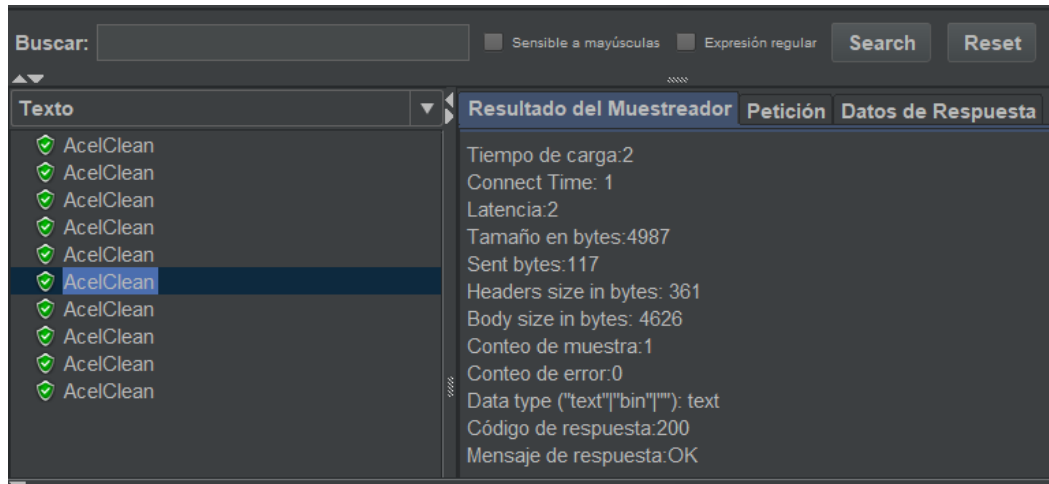 Buscar: Sensible a mayúsculas Expresión regular Search Reset
Texto
AcelClean
AcelClean
AcelClean
AcelClean
AcelClean
AcelClean
AcelClean
AcelClean
AcelClean
AcelClean
Resultado del Muestreador Petición Datos de Respuesta
Tiempo de carga:2
Connect Time: 1
Latencia:2
Tamaño en bytes:4987
Sent bytes:117
Headers size in bytes: 361
Body size in bytes: 4626
Conteo de muestra:1
Conteo de error:0
Data type ("text"|"bin"|""): text
Código de respuesta:200
Mensaje de respuesta:OK